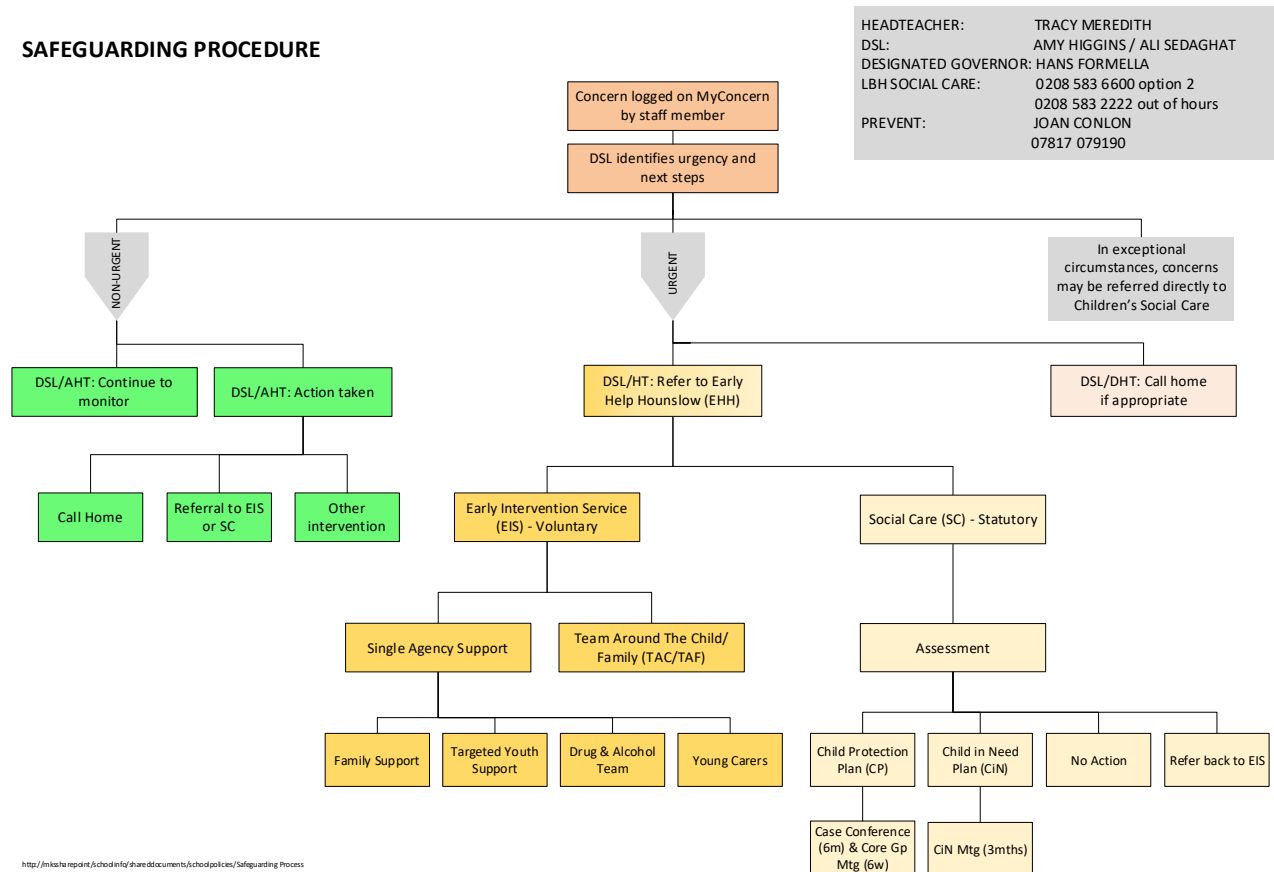 SAFEGUARDING PROCEDURE
HEADTEACHER: TRACY MEREDITH
DSL: AMY HIGGINS / ALI SEDAGHAT
DESIGNATED GOVERNOR: HANS FORMELLA
LBH SOCIAL CARE: 0208 583 6600 option 2
0208 583 2222 out of hours
PREVENT: JOAN CONLON
07817 079190
Concern logged on MyConcern
by staff member
DSL identifies urgency and
next steps
NON-URGENT
URGENT
In exceptional
circumstances, concerns
may be referred directly to
Children’s Social Care
DSL/AHT: Continue to
monitor
DSL/AHT: Action taken
DSL/HT: Refer to Early
Help Hounslow (EHH)
DSL/DHT: Call home
if appropriate
Call Home
Referral to EIS
or SC
Other
intervention
Early Intervention Service
(EIS) - Voluntary
Social Care (SC) - Statutory
Single Agency Support
Team Around The Child/
Family (TAC/TAF)
Assessment
Family Support
Targeted Youth
Support
Drug & Alcohol
Team
Young Carers
Child Protection
Plan (CP)
Child in Need
Plan (CiN)
No Action
Refer back to EIS
Case Conference
(6m) & Core Gp
Mtg (6w)
CiN Mtg (3mths)
http://mkssharepoint/schoolinfo/shareddocuments/schoolpolicies/Safeguarding Process